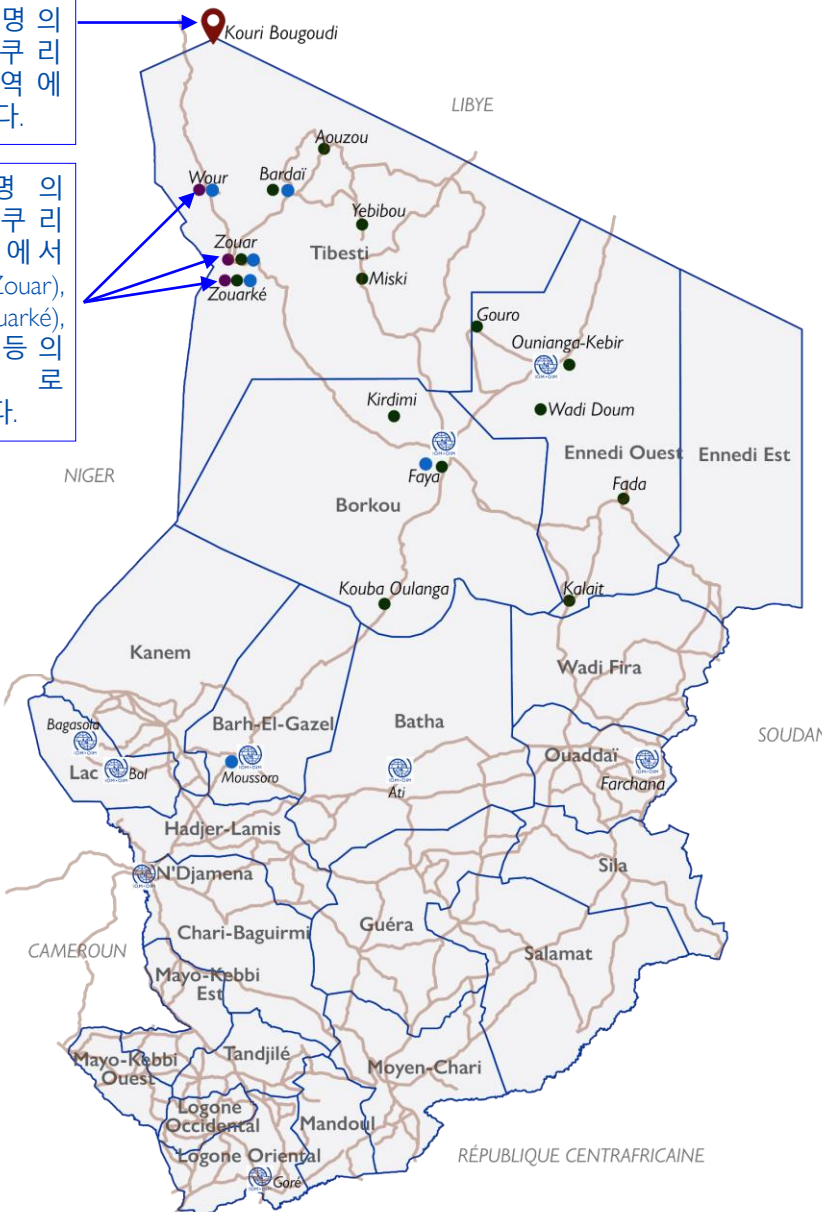 명 의
쿠 리
역 에
다.
명 의
쿠 리
에서
Zouar),
uarké),
등 의
로
다.
Kouri Bougoudi
LIBYE
Aouzou
Wour
Bardaï
Yebibou
Zouar
Tibesti
Miski
Zouarké
Gouro
Ounianga-Kebir
Kirdimi
Wadi Doum
Ennedi Ouest
Ennedi Est
NIGER
Faya
Fada
Borkou
Kouba Oulanga
Kalait
Kanem
Wadi Fira
Barh-El-Gazel
Batha
Bagasola
SOUDAN
Ouaddaï
Lac
Bol
Moussoro
Ati
Farchana
Hadjer-Lamis
N'Djamena
Sila
Chari-Baguirmi
Guéra
CAMEROUN
Salamat
Mayo-Kebbi
Est
Tandjilé
Mayo-Kebbi
Ouest
Moyen-Chari
Logone
Occidental
Mandoul
Logone Oriental
RÉPUBLIQUE CENTRAFRICAINE
Goré